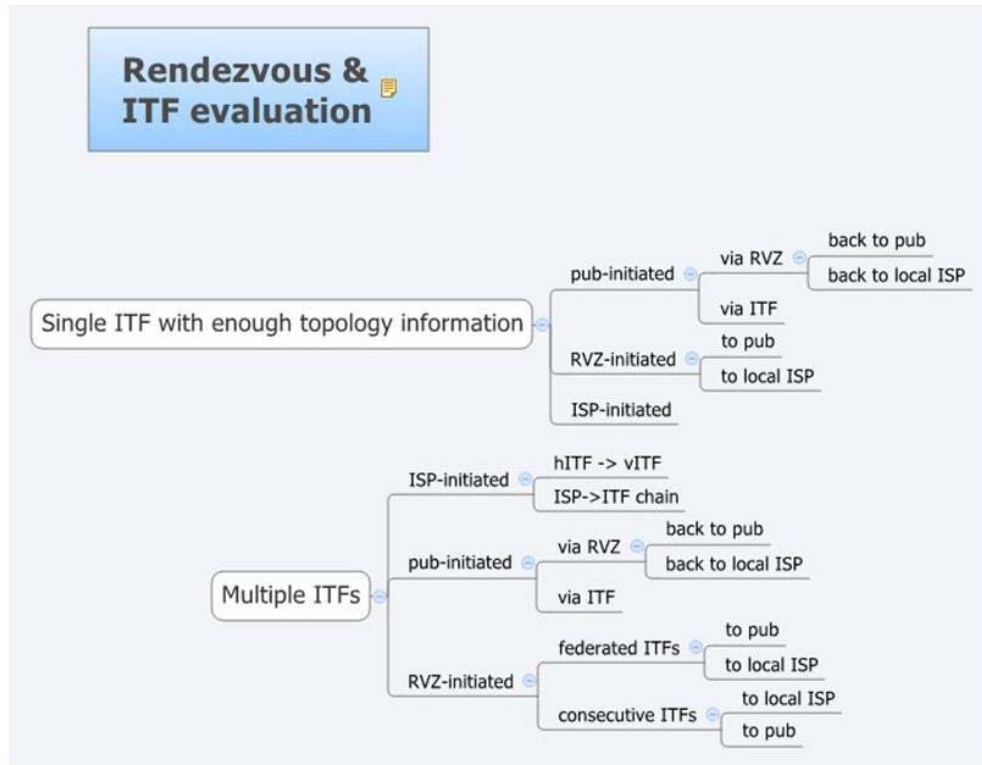 Rendezvous &
ITF evaluation
Single ITF with enough topology information
pub-initiated
via RVZ
back to pub
back to local ISP
via ITF
RVZ-initiated
to pub
to local ISP
ISP-initiated
Multiple ITFs
ISP-initiated
hITF -> vITF
ISP->ITF chain
pub-initiated
via RVZ
back to pub
back to local ISP
via ITF
RVZ-initiated
federated ITFs
to pub
to local ISP
consecutive ITFs
to local ISP
to pub